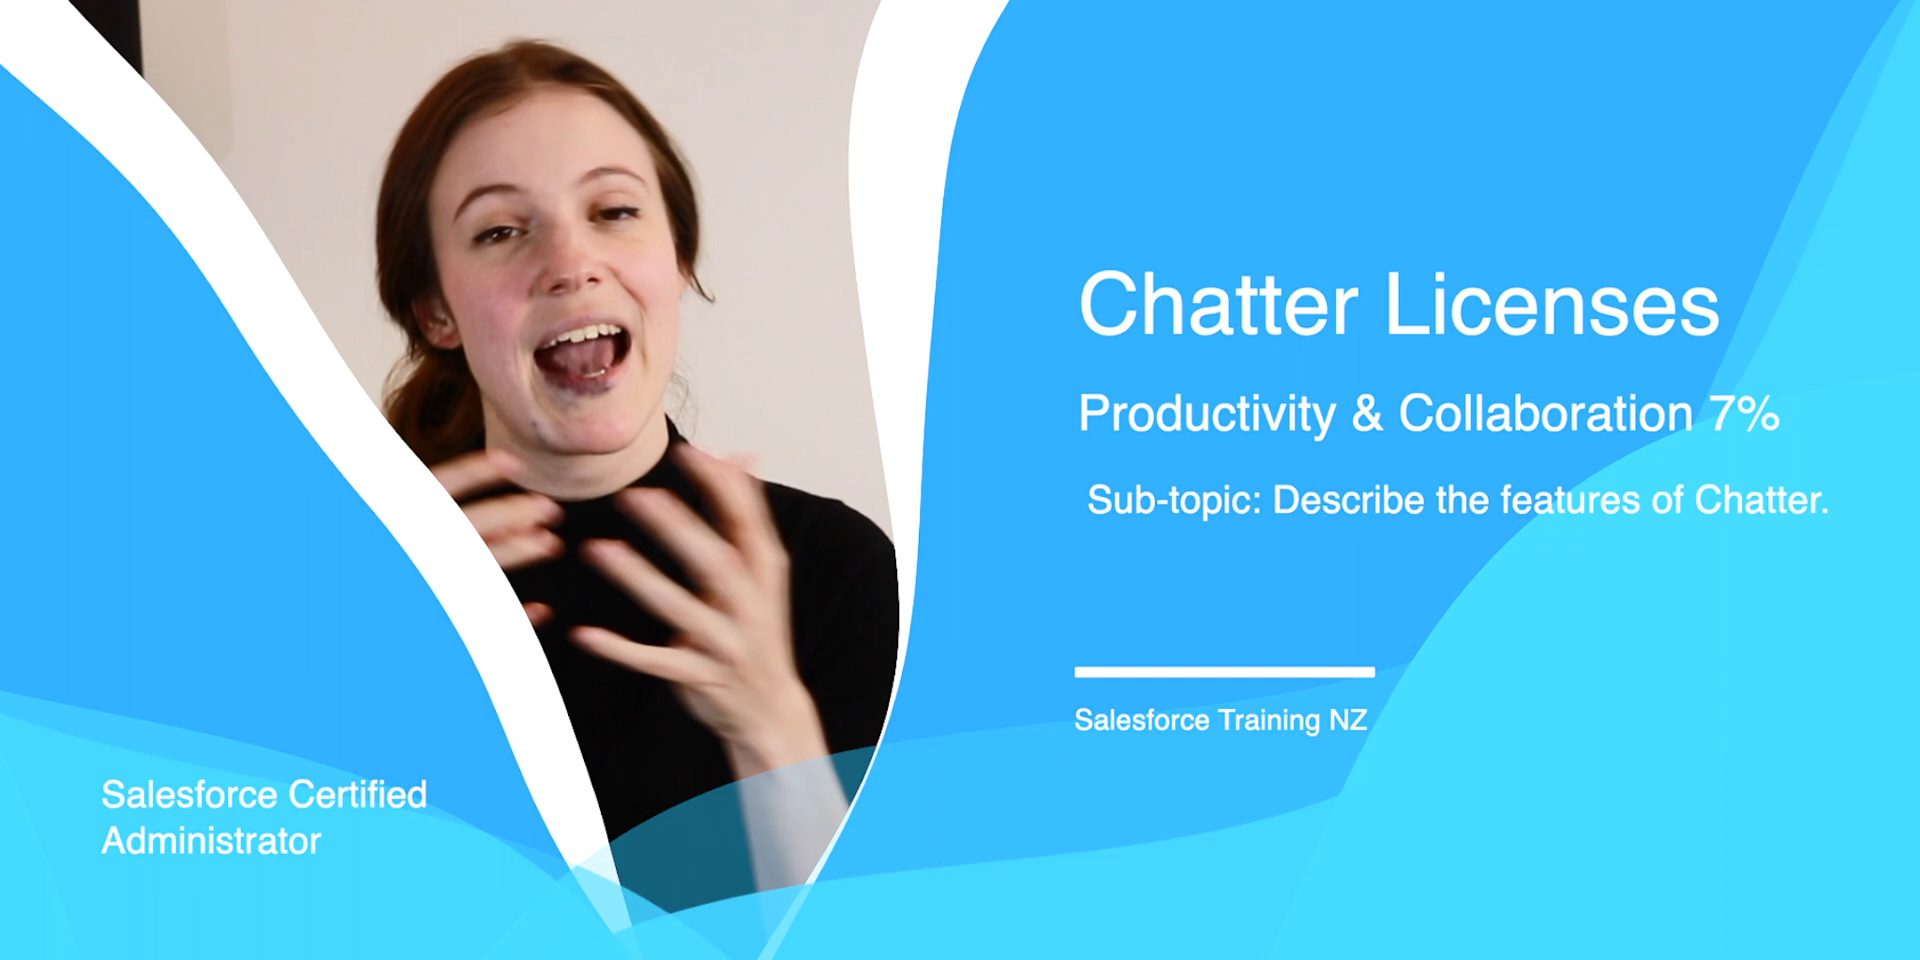 Chatter Licenses
Productivity & Collaboration 7%
Sub-topic: Describe the features of Chatter.
Salesforce Training NZ
Salesforce Certified
Administrator